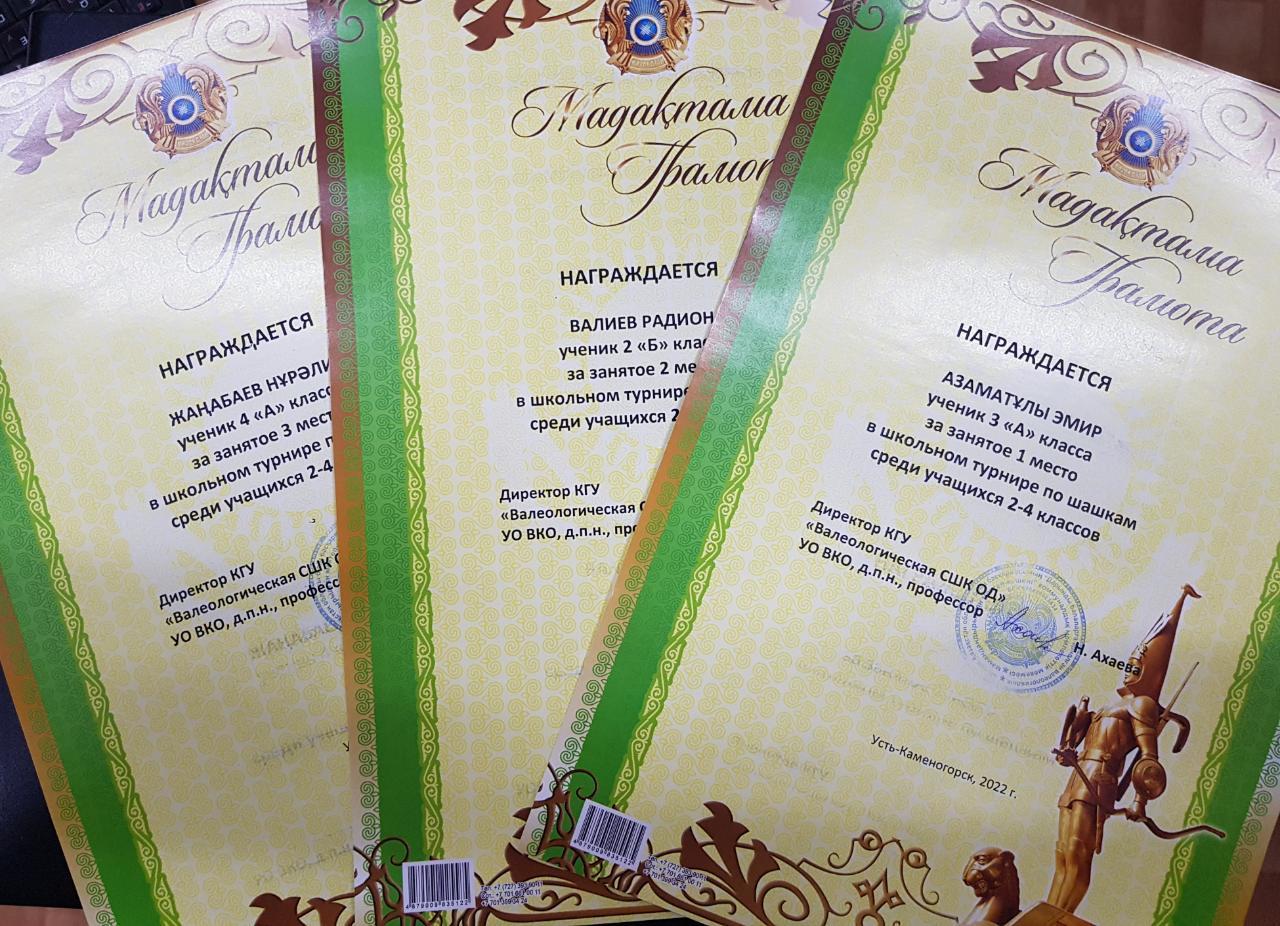 Мадақтама
Грамота
НАГРАЖДАЕТСЯ
ЖАҢАБАЕВ НҰРӘЛИ
ученик 4 «А» класс
за занятое 3 мест
в школьном турнире п
среди учащихся 2-4
Директор КГУ
«Валеологическая СШК О
УО ВКО, д.п.н., професс
Мадақтама
Грамот
НАГРАЖДАЕТСЯ
ВАЛИЕВ РАДИОН
ученик 2 «Б» клас
за занятое 2 ме
в школьном турнире
среди учащихся 2
Директор КГУ
«Валеологическая С
УО ВКО, д.п.н., про
Мадақтама
Грамота
НАГРАЖДАЕТСЯ
АЗАМАТҰЛЫ ЭМИР
ученик 3 «А» класса
за занятое 1 место
в школьном турнире по шашкам
среди учащихся 2-4 классов
Директор КГУ
«Валеологическая СШК ОД»
УО ВКО, д.п.н., профессор
Н. Ахаева
Усть-Каменогорск, 2022 г.